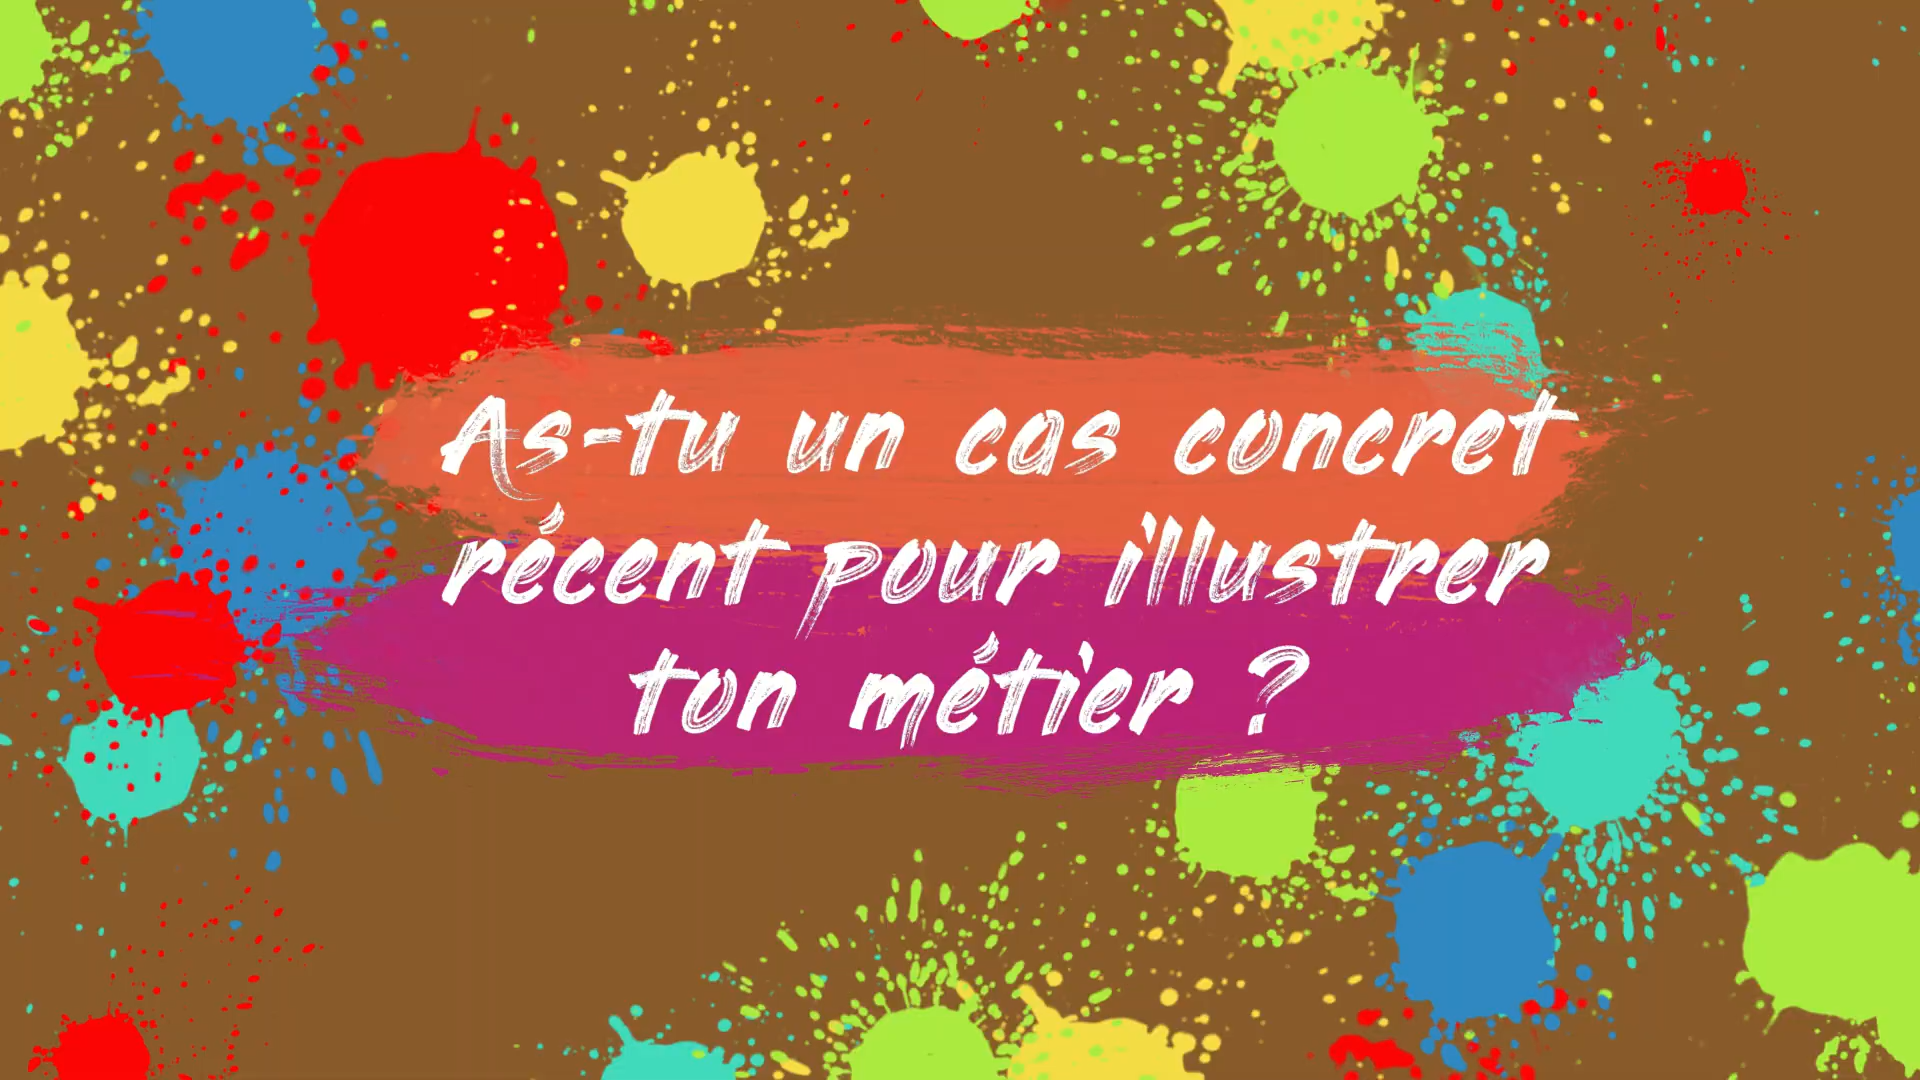 As-tu un cas concret
récent pour illustrer
ton métier ?